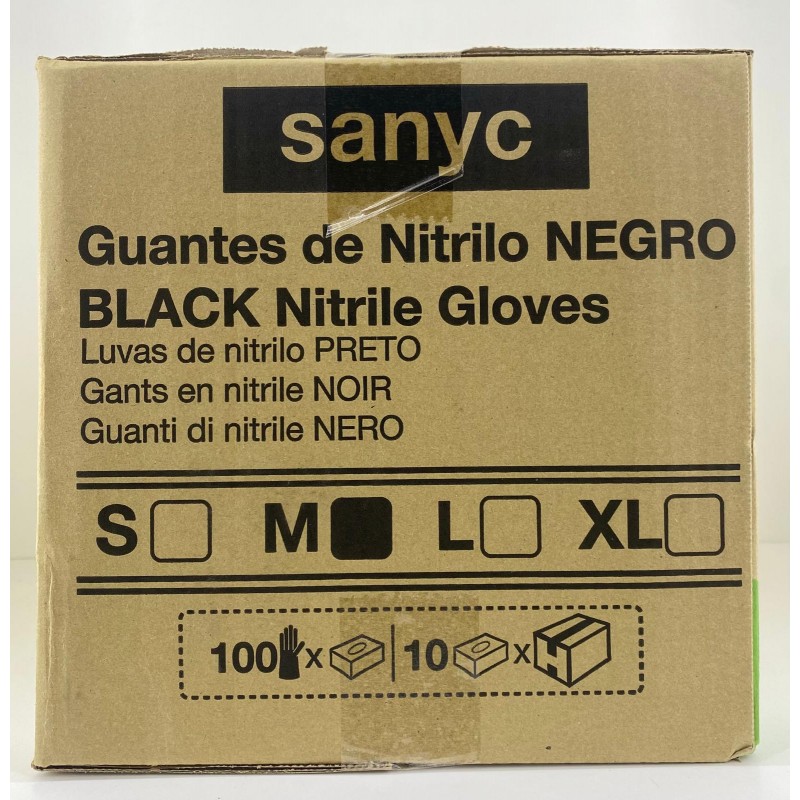 sanyc
Guantes de Nitrilo NEGRO
BLACK Nitrile Gloves
Luvas de nitrilo PRETO
Gants en nitrile NOIR
Guanti di nitrile NERO
S M L XL
100 x | 10 x